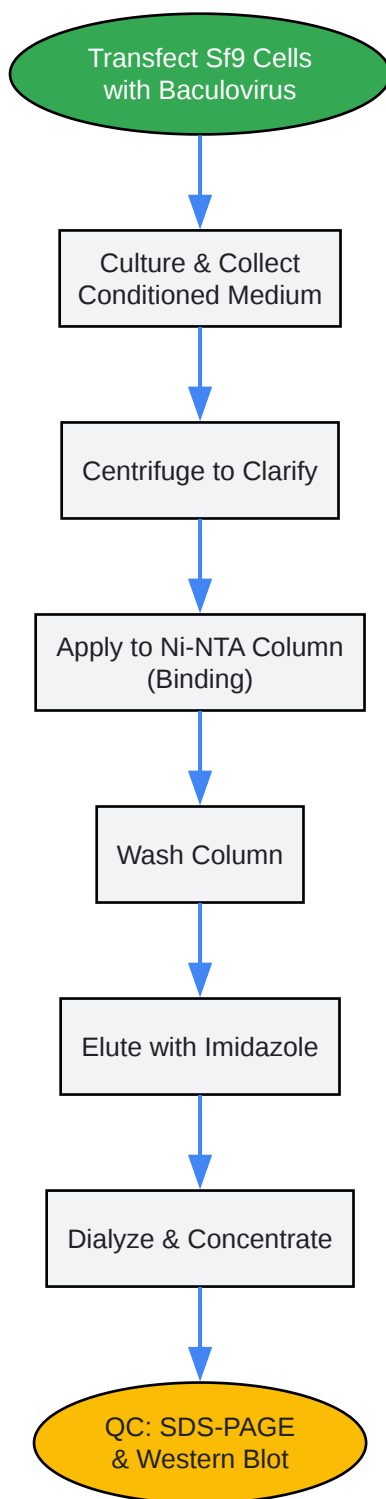 Transfect Sf9 Cells
with Baculovirus
Culture & Collect
Conditioned Medium
Centrifuge to Clarify
Apply to Ni-NTA Column
(Binding)
Wash Column
Elute with Imidazole
Dialyze & Concentrate
QC: SDS-PAGE
& Western Blot